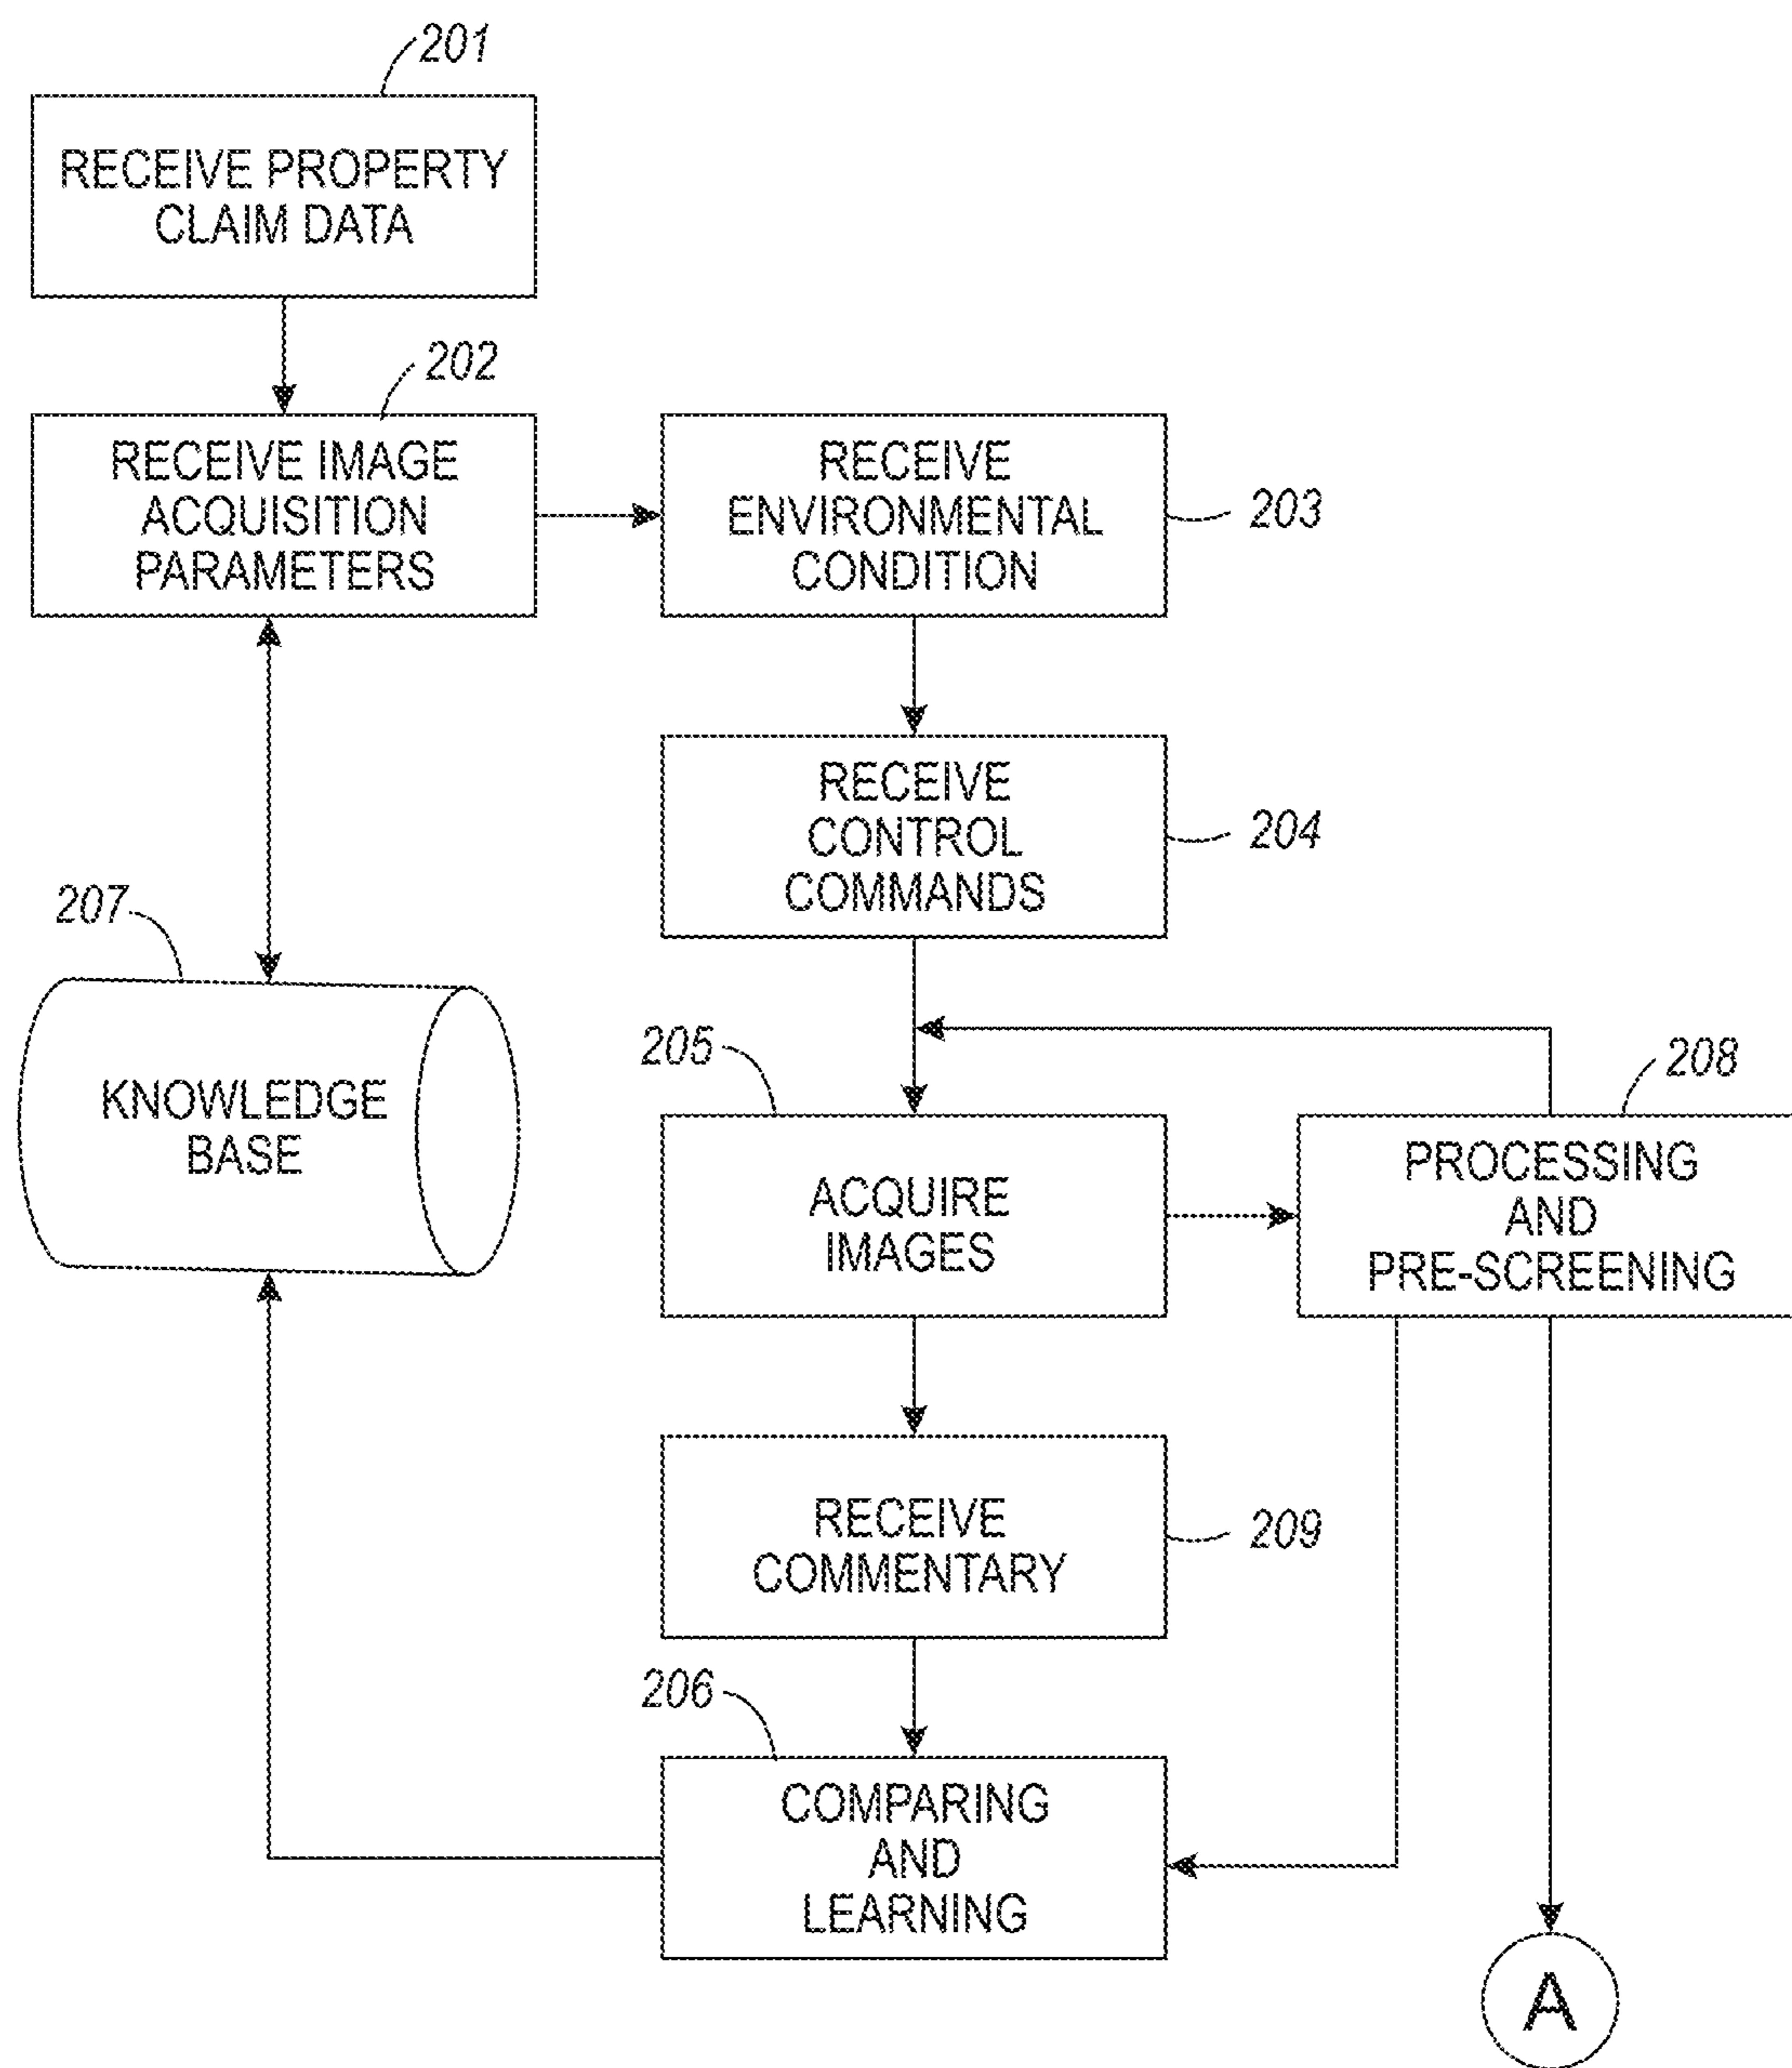 201
RECEIVE PROPERTY
CLAIM DATA
202
RECEIVE IMAGE
ACQUISITION
PARAMETERS
RECEIVE
ENVIRONMENTAL
CONDITION
203
RECEIVE
CONTROL
COMMANDS
204
207
KNOWLEDGE
BASE
205
ACQUIRE
IMAGES
208
PROCESSING
AND
PRE-SCREENING
RECEIVE
COMMENTARY
209
206
COMPARING
AND
LEARNING
A